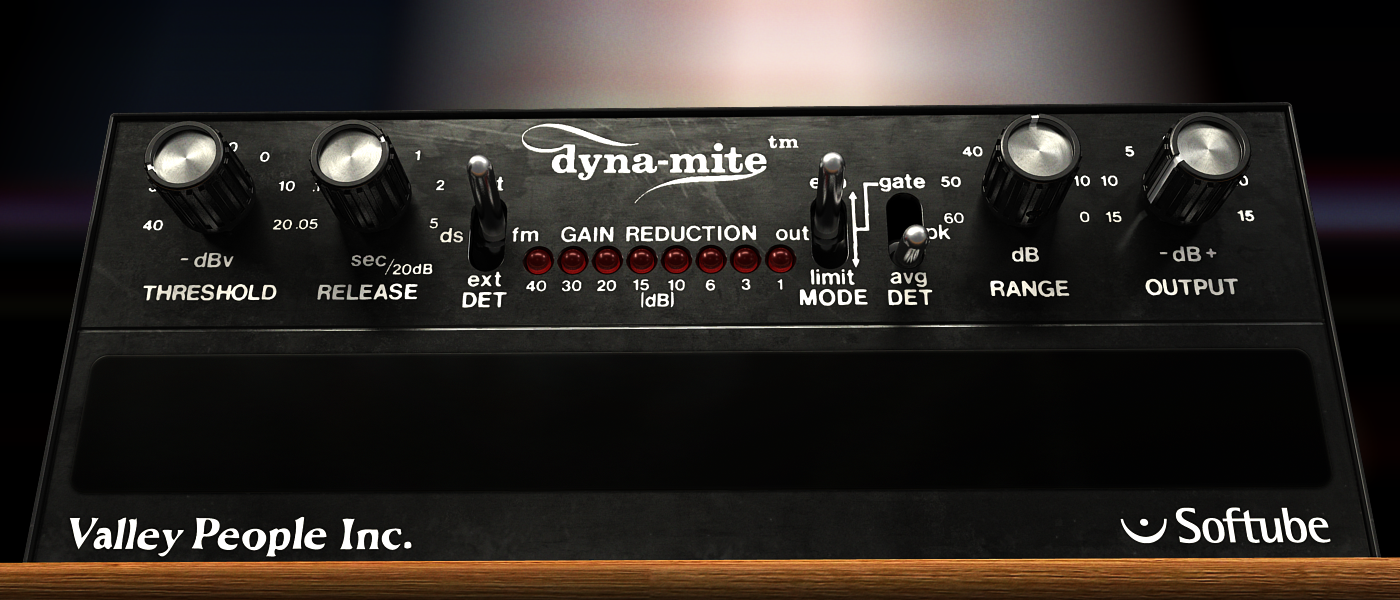 dyna-mite tm
0
10
40
20
- dBv
THRESHOLD
1
2
.05
5
sec/20dB
RELEASE
ds
fm
ext
DET
GAIN REDUCTION
out
40 30 20 15 10 6 3 1
(dB)
gate
limit
MODE
pk
avg
DET
40
50
60
10
0
dB
RANGE
5
10
15
15
- dB +
OUTPUT
Valley People Inc.
Softube